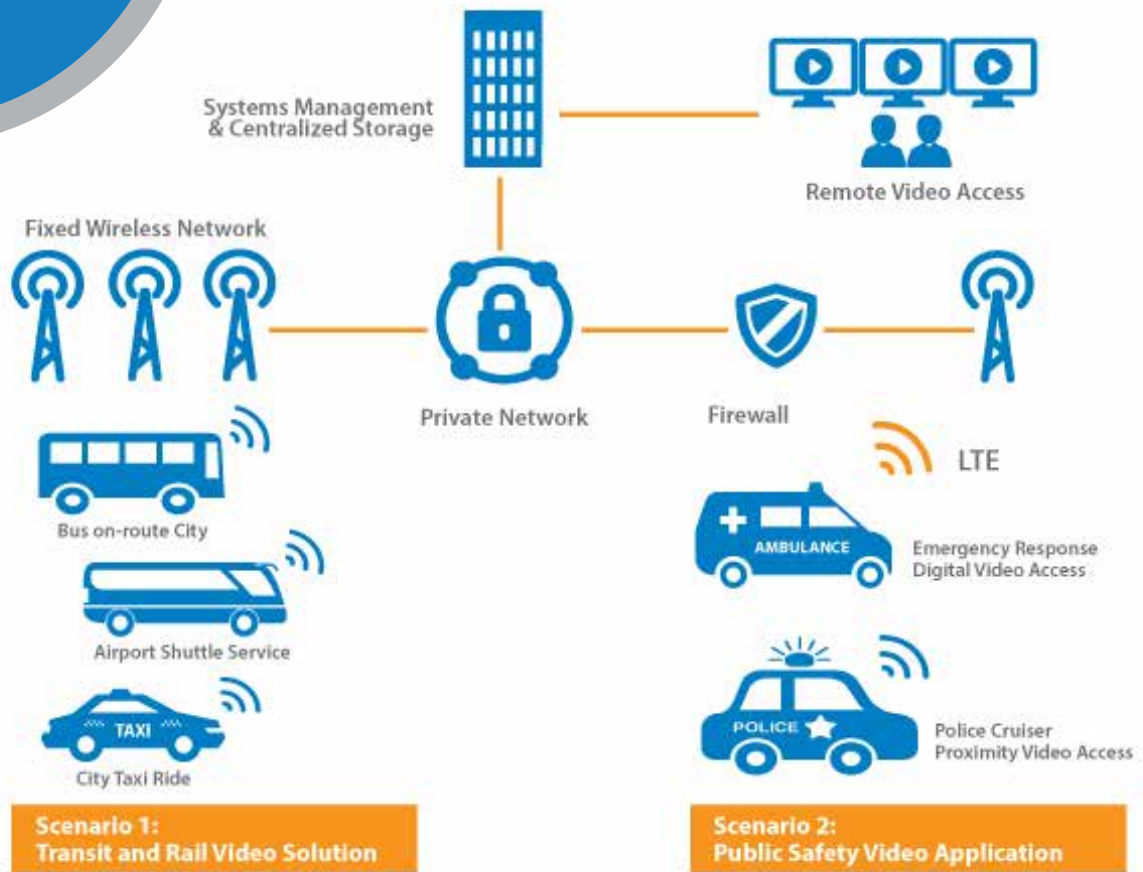 Systems Management
& Centralized Storage
Remote Video Access
Fixed Wireless Network
Private Network
Firewall
LTE
Bus on-route City
AMBULANCE
Emergency Response
Digital Video Access
Airport Shuttle Service
TAXI
City Taxi Ride
POLICE
Police Cruiser
Proximity Video Access
Scenario 1:
Transit and Rail Video Solution
Scenario 2:
Public Safety Video Application